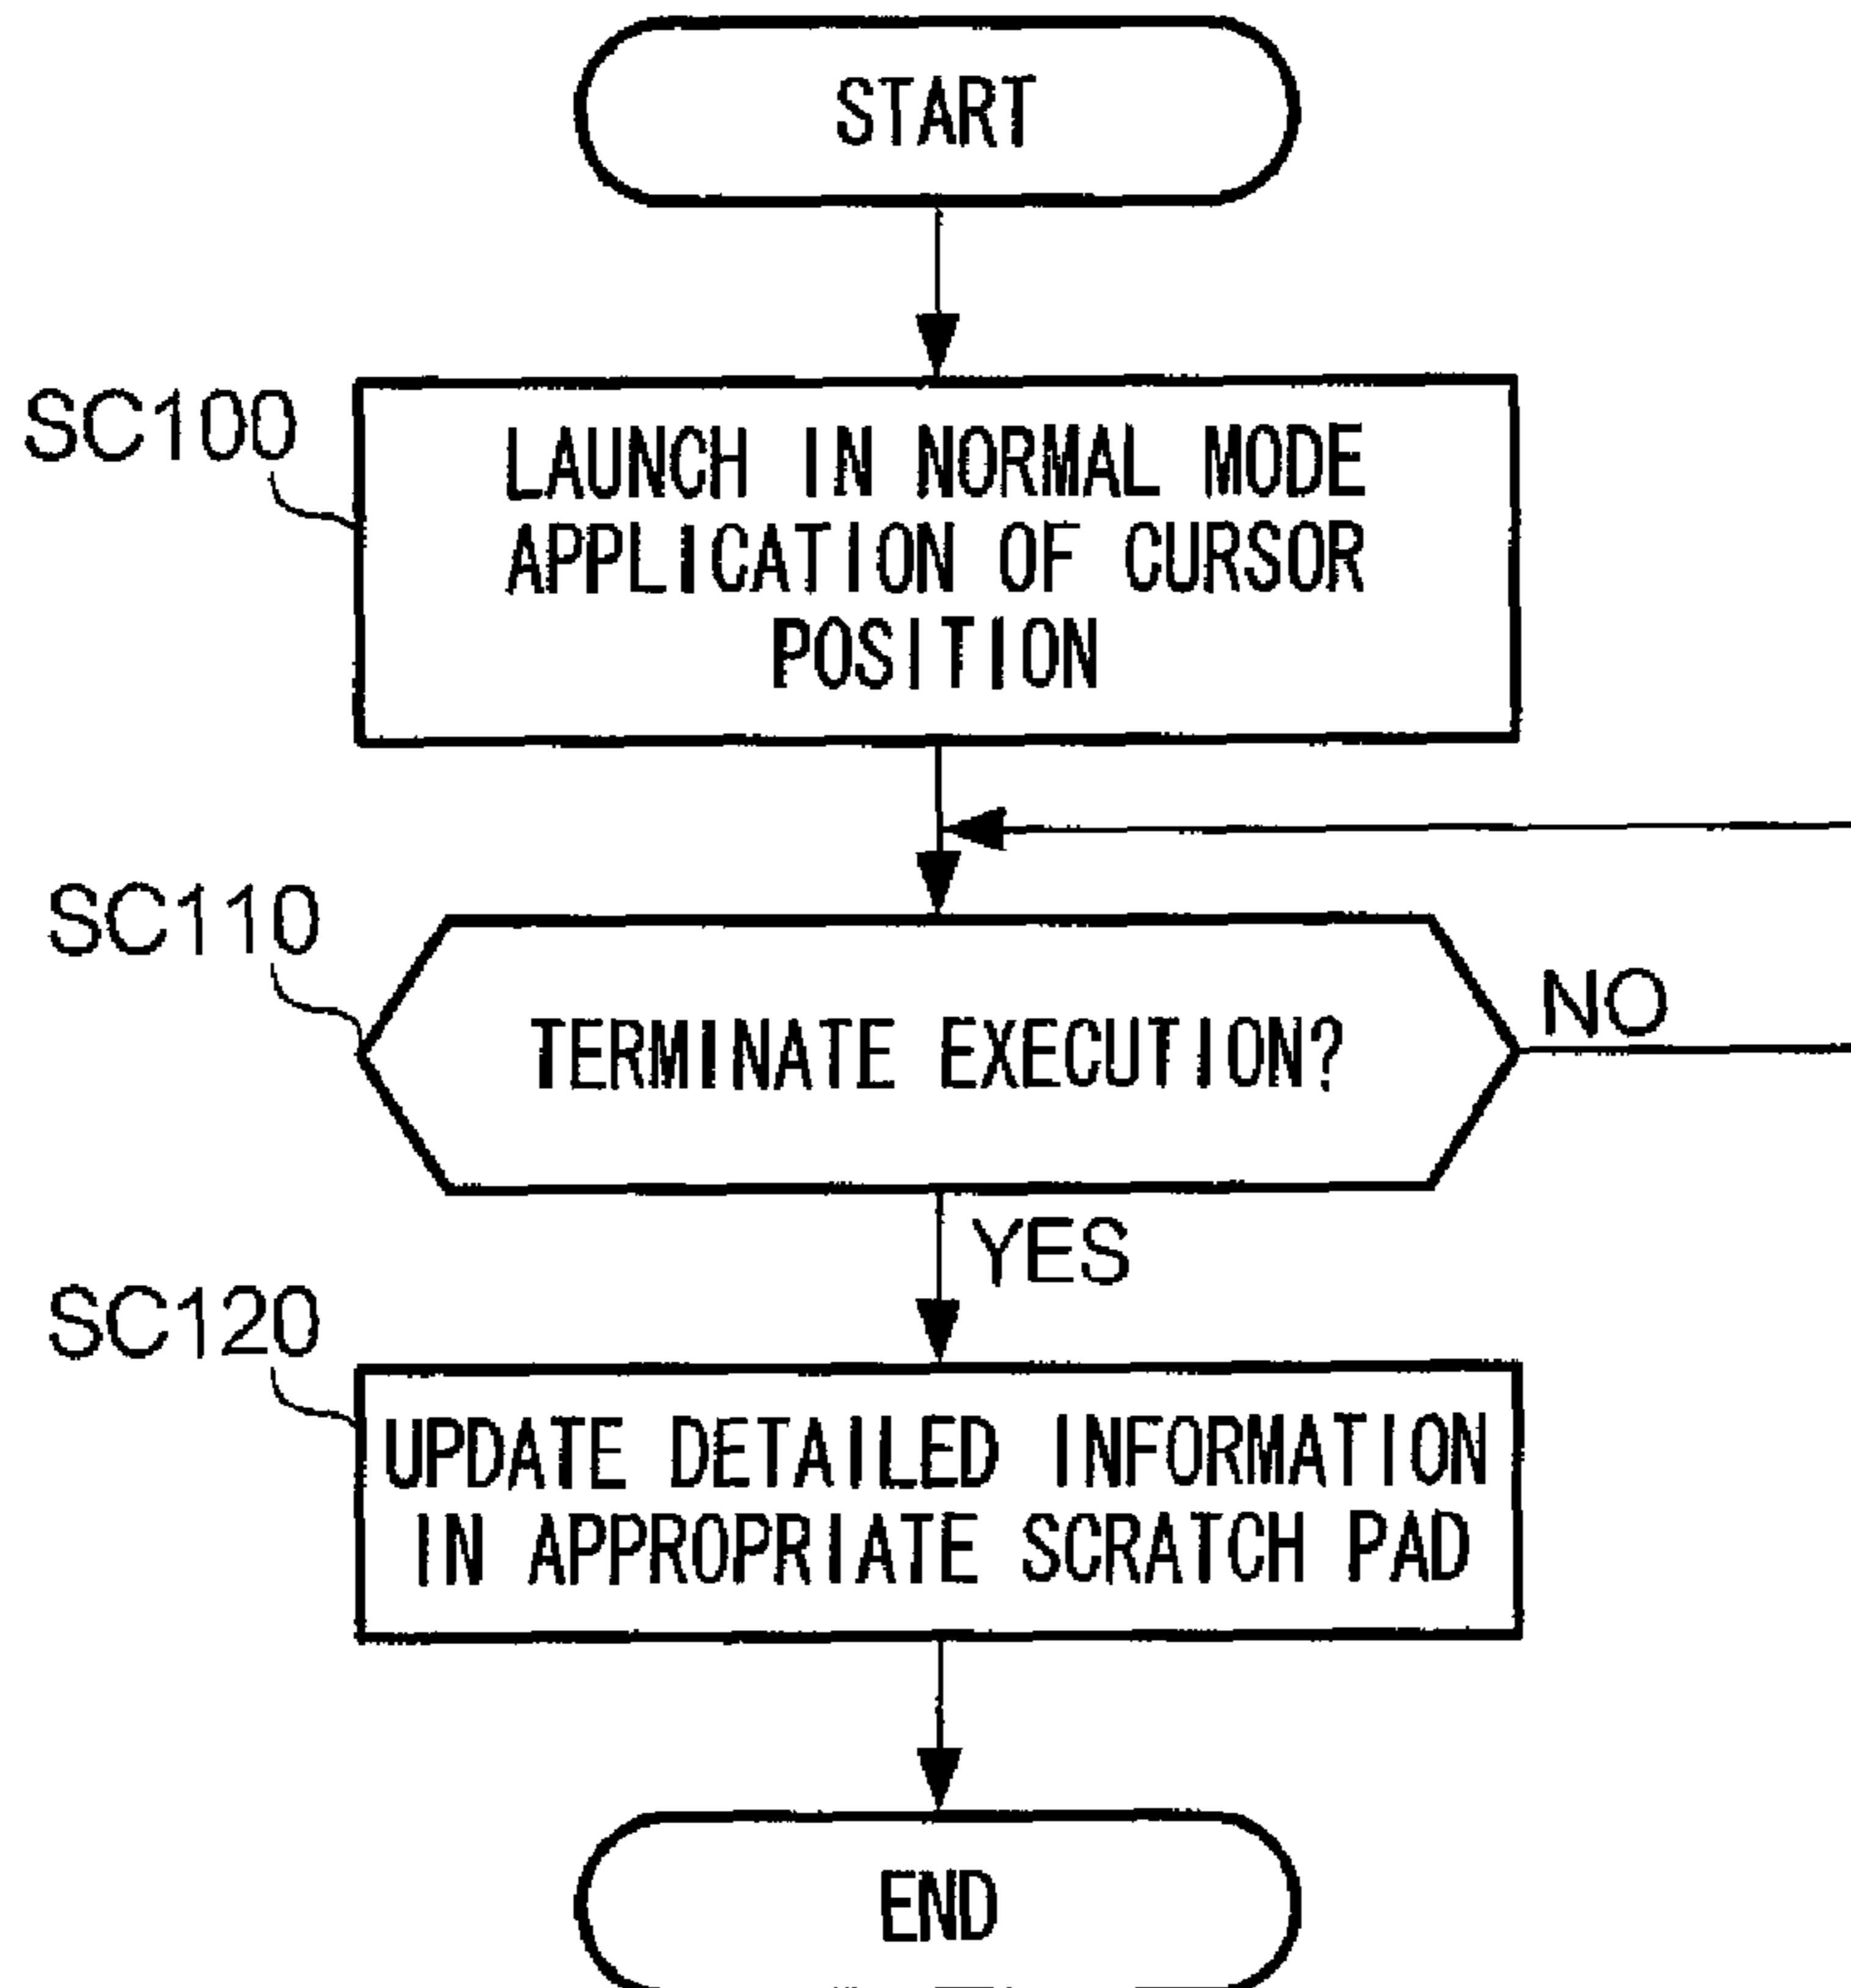 START
SC100
LAUNCH IN NORMAL MODE
APPLICATION OF CURSOR
POSITION
SC110
TERMINATE EXECUTION?
NO
YES
SC120
UPDATE DETAILED INFORMATION
IN APPROPRIATE SCRATCH PAD
END